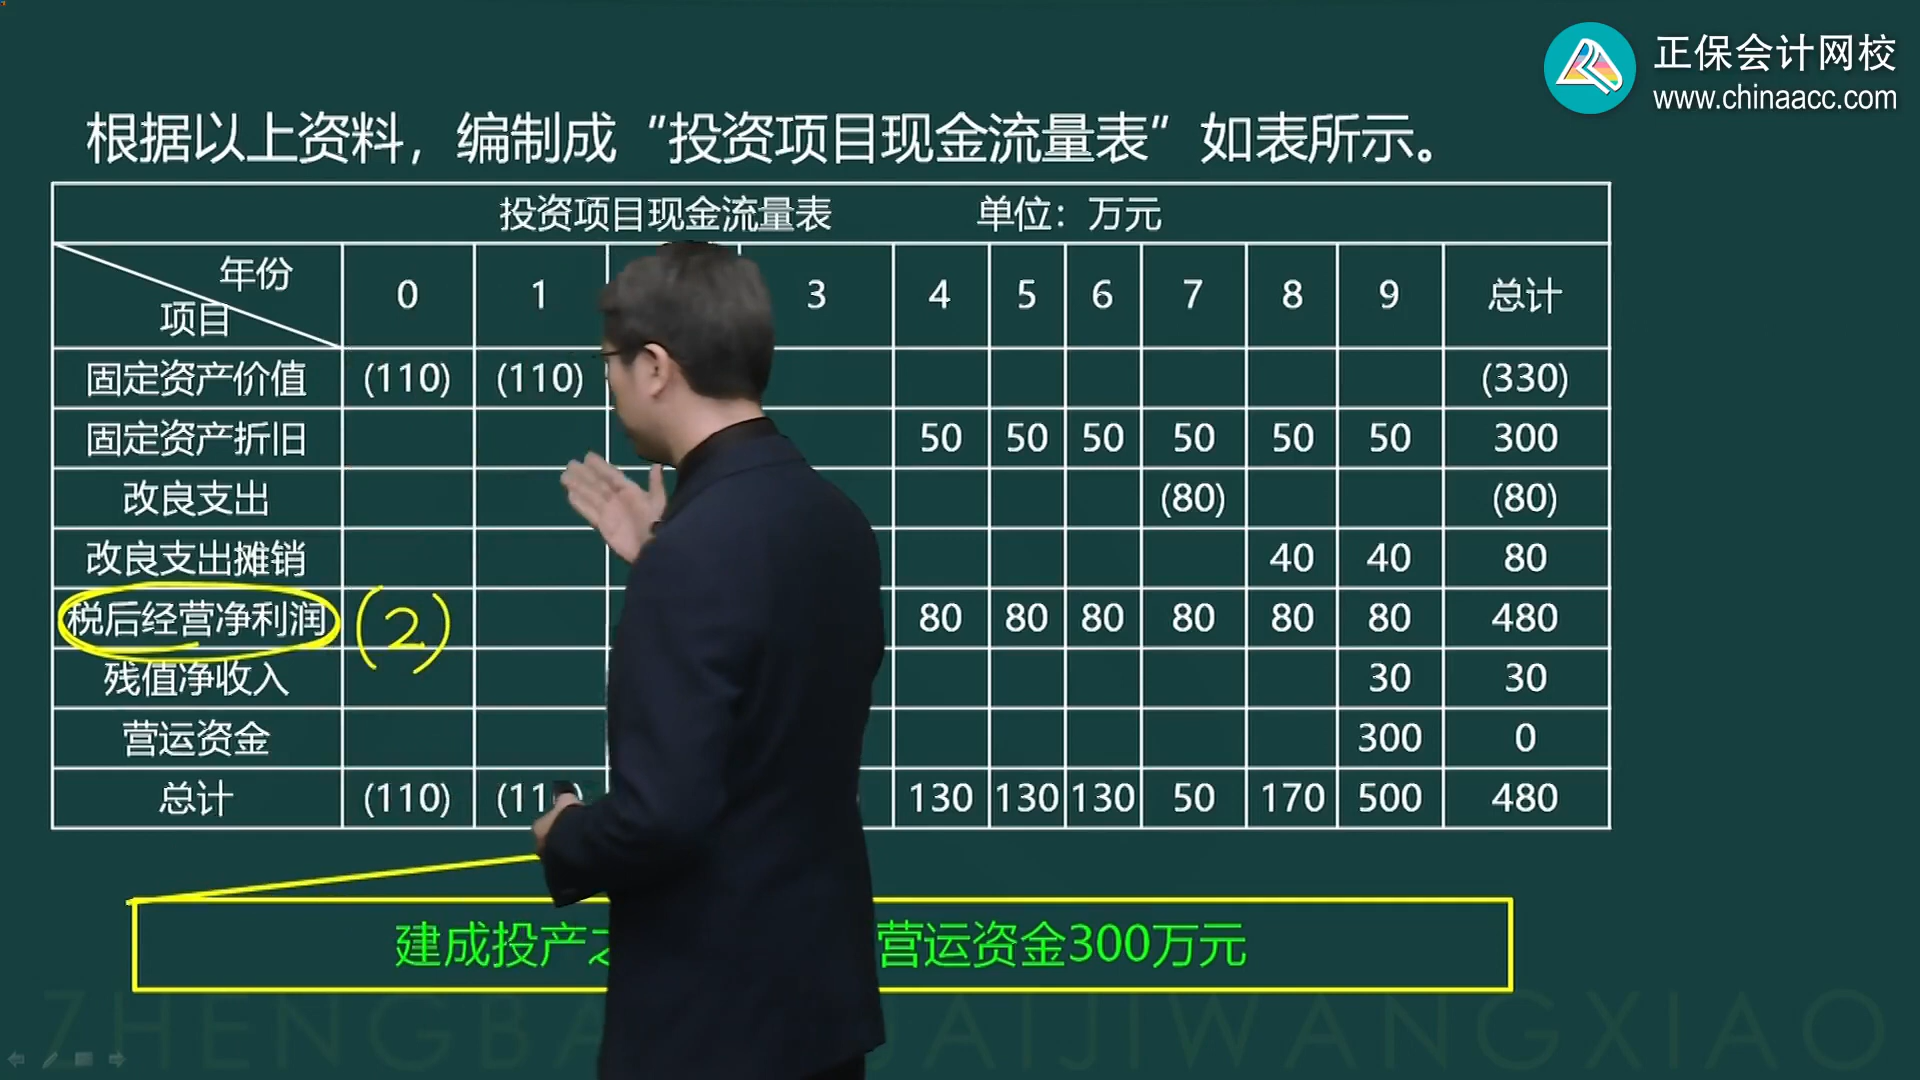 正保会计网校
www.chinaacc.com
根据以上资料，编制成“投资项目现金流量表”如表所示。
投资项目现金流量表 单位：万元
年份
项目 0 1 3 4 5 6 7 8 9 总计
固定资产价值 (110) (110) (330)
固定资产折旧 50 50 50 50 50 50 300
改良支出 (80) (80)
改良支出摊销 40 40 80
税后经营净利润 (2) 80 80 80 80 80 80 480
残值净收入 30 30
营运资金 300 0
总计 (110) 130 130 130 50 170 500 480
建成投产 营运资金300万元